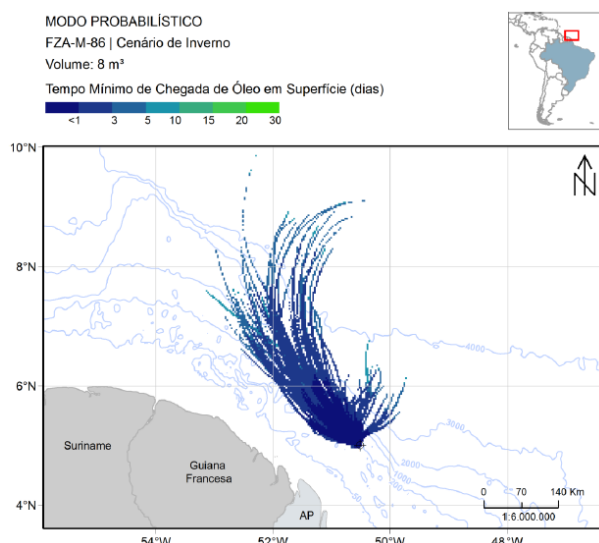 MODO PROBABILÍSTICO
FZA-M-86 | Cenário de Inverno
Volume: 8 m³
Tempo Mínimo de Chegada de Óleo em Superfície (dias)
<1 3 5 10 15 20 30
N
10°N
8°N
4000
6°N
3000
Suriname
Guiana
Francesa
2000
1000
0 70 140 Km
1:6.000.000
4°N
AP
54°W 52°W 50°W 48°W